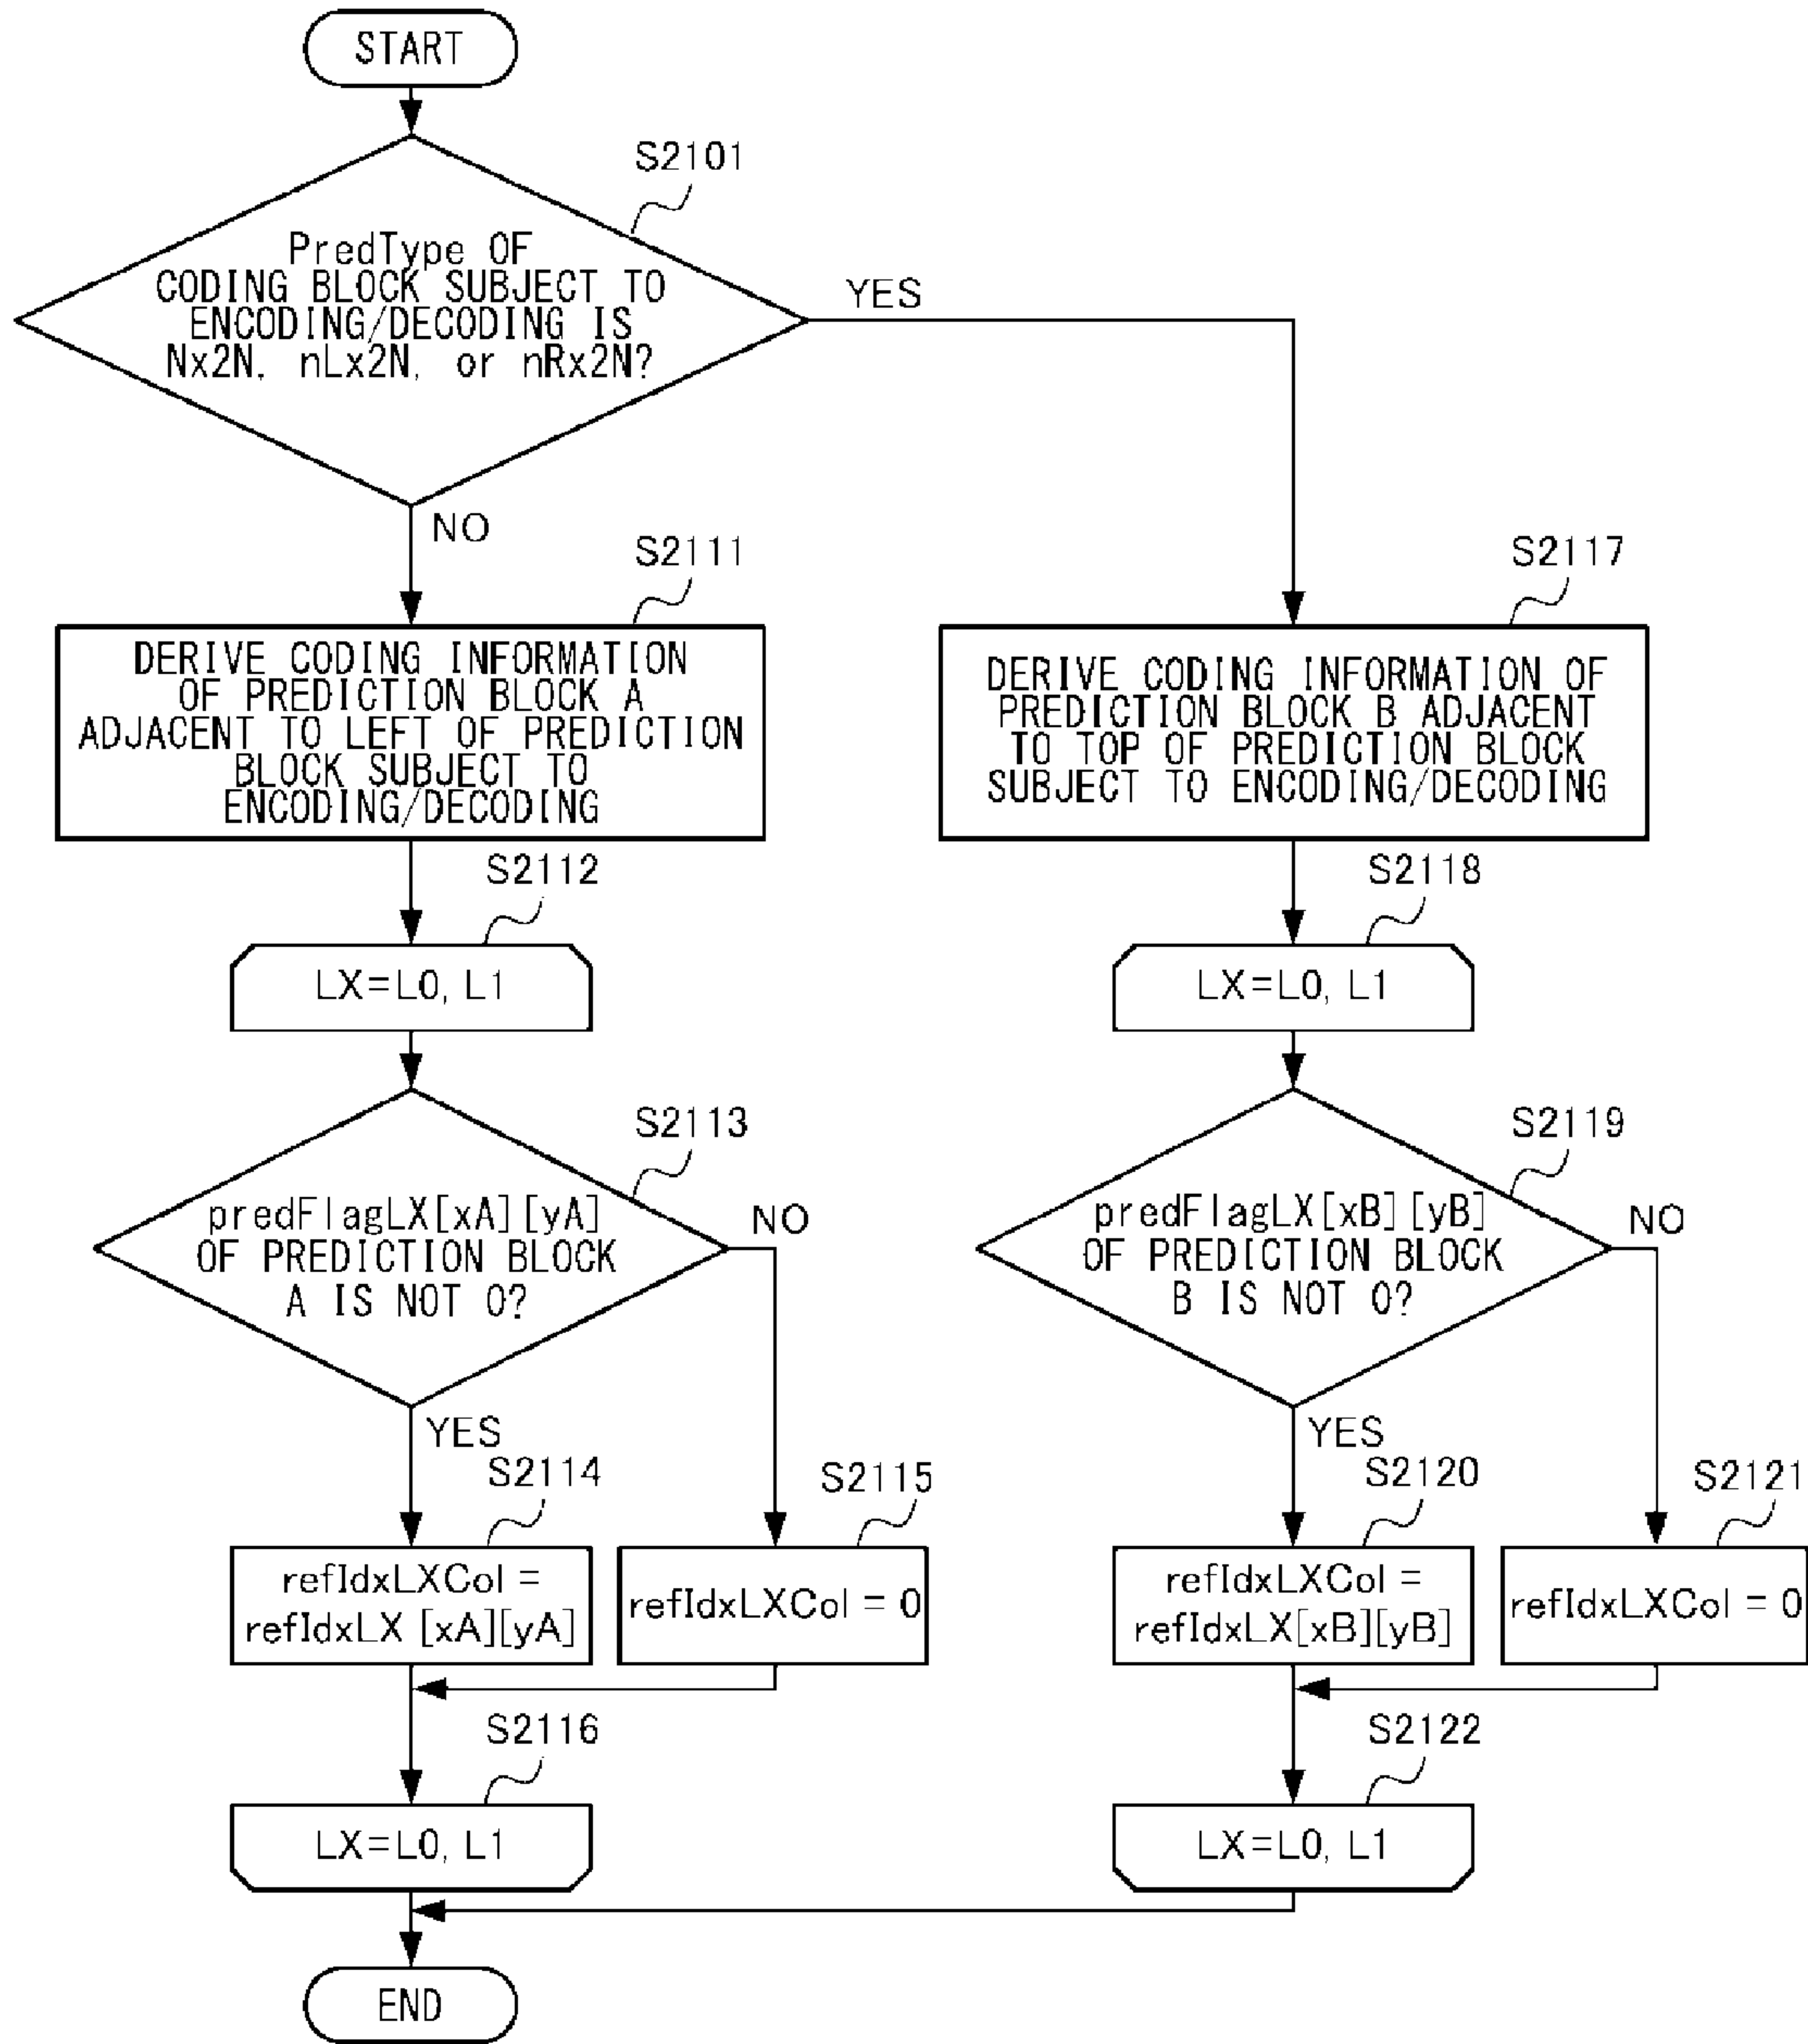 START
S2101
PredType OF
CODING BLOCK SUBJECT TO
ENCODING/DECODING IS
Nx2N, nLx2N, or nRx2N?
YES
NO
S2111
DERIVE CODING INFORMATION
OF PREDICTION BLOCK A
ADJACENT TO LEFT OF PREDICTION
BLOCK SUBJECT TO
ENCODING/DECODING
S2117
DERIVE CODING INFORMATION OF
PREDICTION BLOCK B ADJACENT
TO TOP OF PREDICTION BLOCK
SUBJECT TO ENCODING/DECODING
S2112
LX=L0, L1
S2118
LX=L0, L1
S2113
predFlagLX[xA][yA]
OF PREDICTION BLOCK
A IS NOT 0?
NO
YES
S2119
predFlagLX[xB][yB]
OF PREDICTION BLOCK
B IS NOT 0?
NO
YES
S2114
refIdxLXCol =
refIdxLX [xA][yA]
S2115
refIdxLXCol = 0
S2120
refIdxLXCol =
refIdxLX[xB][yB]
S2121
refIdxLXCol = 0
S2116
LX=L0, L1
S2122
LX=L0, L1
END